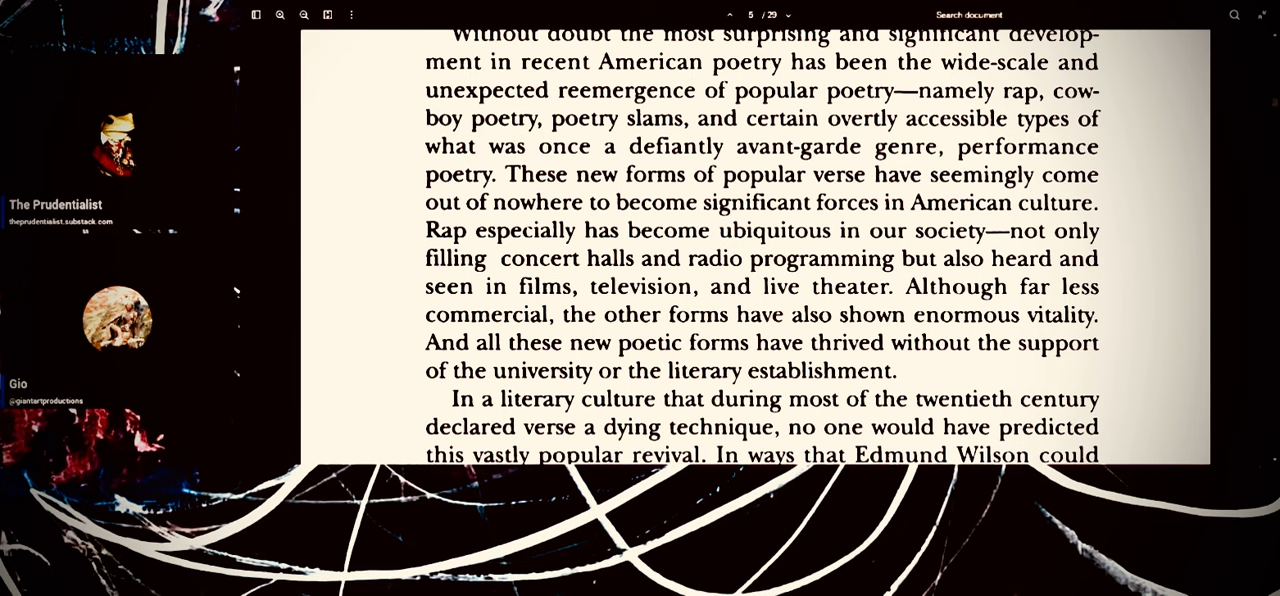 5 / 29
Search document
Without doubt the most surprising and significant develop-
ment in recent American poetry has been the wide-scale and
unexpected reemergence of popular poetry—namely rap, cow-
boy poetry, poetry slams, and certain overtly accessible types of
what was once a defiantly avant-garde genre, performance
poetry. These new forms of popular verse have seemingly come
out of nowhere to become significant forces in American culture.
Rap especially has become ubiquitous in our society—not only
filling concert halls and radio programming but also heard and
seen in films, television, and live theater. Although far less
commercial, the other forms have also shown enormous vitality.
And all these new poetic forms have thrived without the support
of the university or the literary establishment.
In a literary culture that during most of the twentieth century
declared verse a dying technique, no one would have predicted
this vastly popular revival. In ways that Edmund Wilson could
The Prudentialist
theprudentialist.substack.com
Gio
@giantartproductions